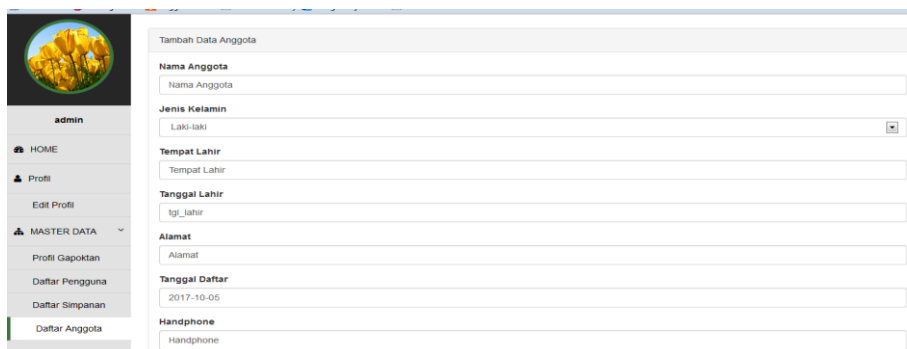 admin
HOME
Profil
Edit Profil
MASTER DATA
Profil Gapoktan
Daftar Pengguna
Daftar Simpanan
Daftar Anggota
Tambah Data Anggota
Nama Anggota
Nama Anggota
Jenis Kelamin
Laki-laki
Tempat Lahir
Tempat Lahir
Tanggal Lahir
tgl_lahir
Alamat
Alamat
Tanggal Daftar
2017-10-05
Handphone
Handphone